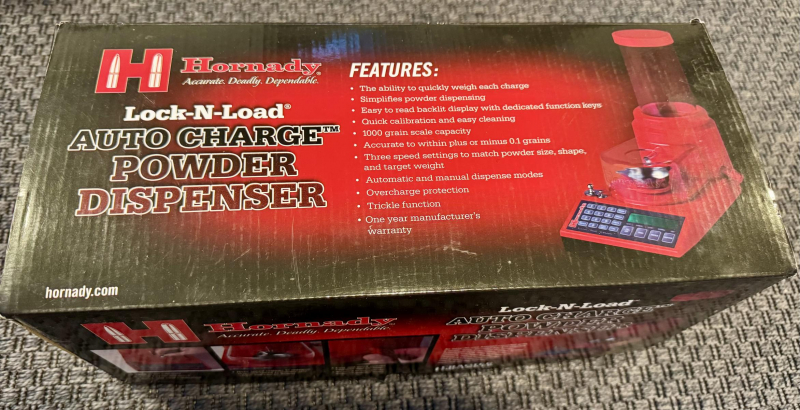 Hornady®
Accurate. Deadly. Dependable.
Lock-N-Load®
AUTO CHARGE™
POWDER
DISPENSER
FEATURES:
• The ability to quickly weigh each charge
• Simplifies powder dispensing
• Easy to read backlit display with dedicated function keys
• Quick calibration and easy cleaning
• 1000 grain scale capacity
• Accurate to within plus or minus 0.1 grains
• Three speed settings to match powder size, shape,
and target weight
• Automatic and manual dispense modes
• Overcharge protection
• Trickle function
• One year manufacturer's
warranty
hornady.com
Hornady
Accurate. Deadly. Dependable.
Lock-N-Load
AUTO CHARGE
POWDER